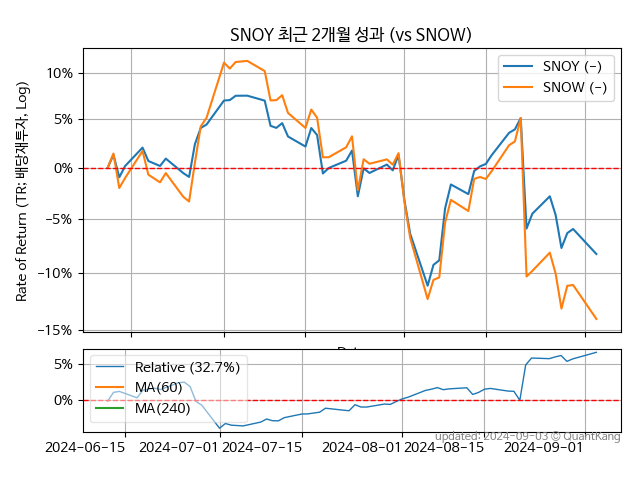 SNOY 최근 2개월 성과 (vs SNOW)
Rate of Return (TR: 배당재투자, Log)
10%
5%
0%
−5%
−10%
−15%
SNOY (-)
SNOW (-)
5%
0%
Relative (32.7%)
MA(60)
MA(240)
2024-06-15
2024-07-01
2024-07-15
2024-08-01
2024-08-15
2024-09-01
updated: 2024-09-03 © QuantKang